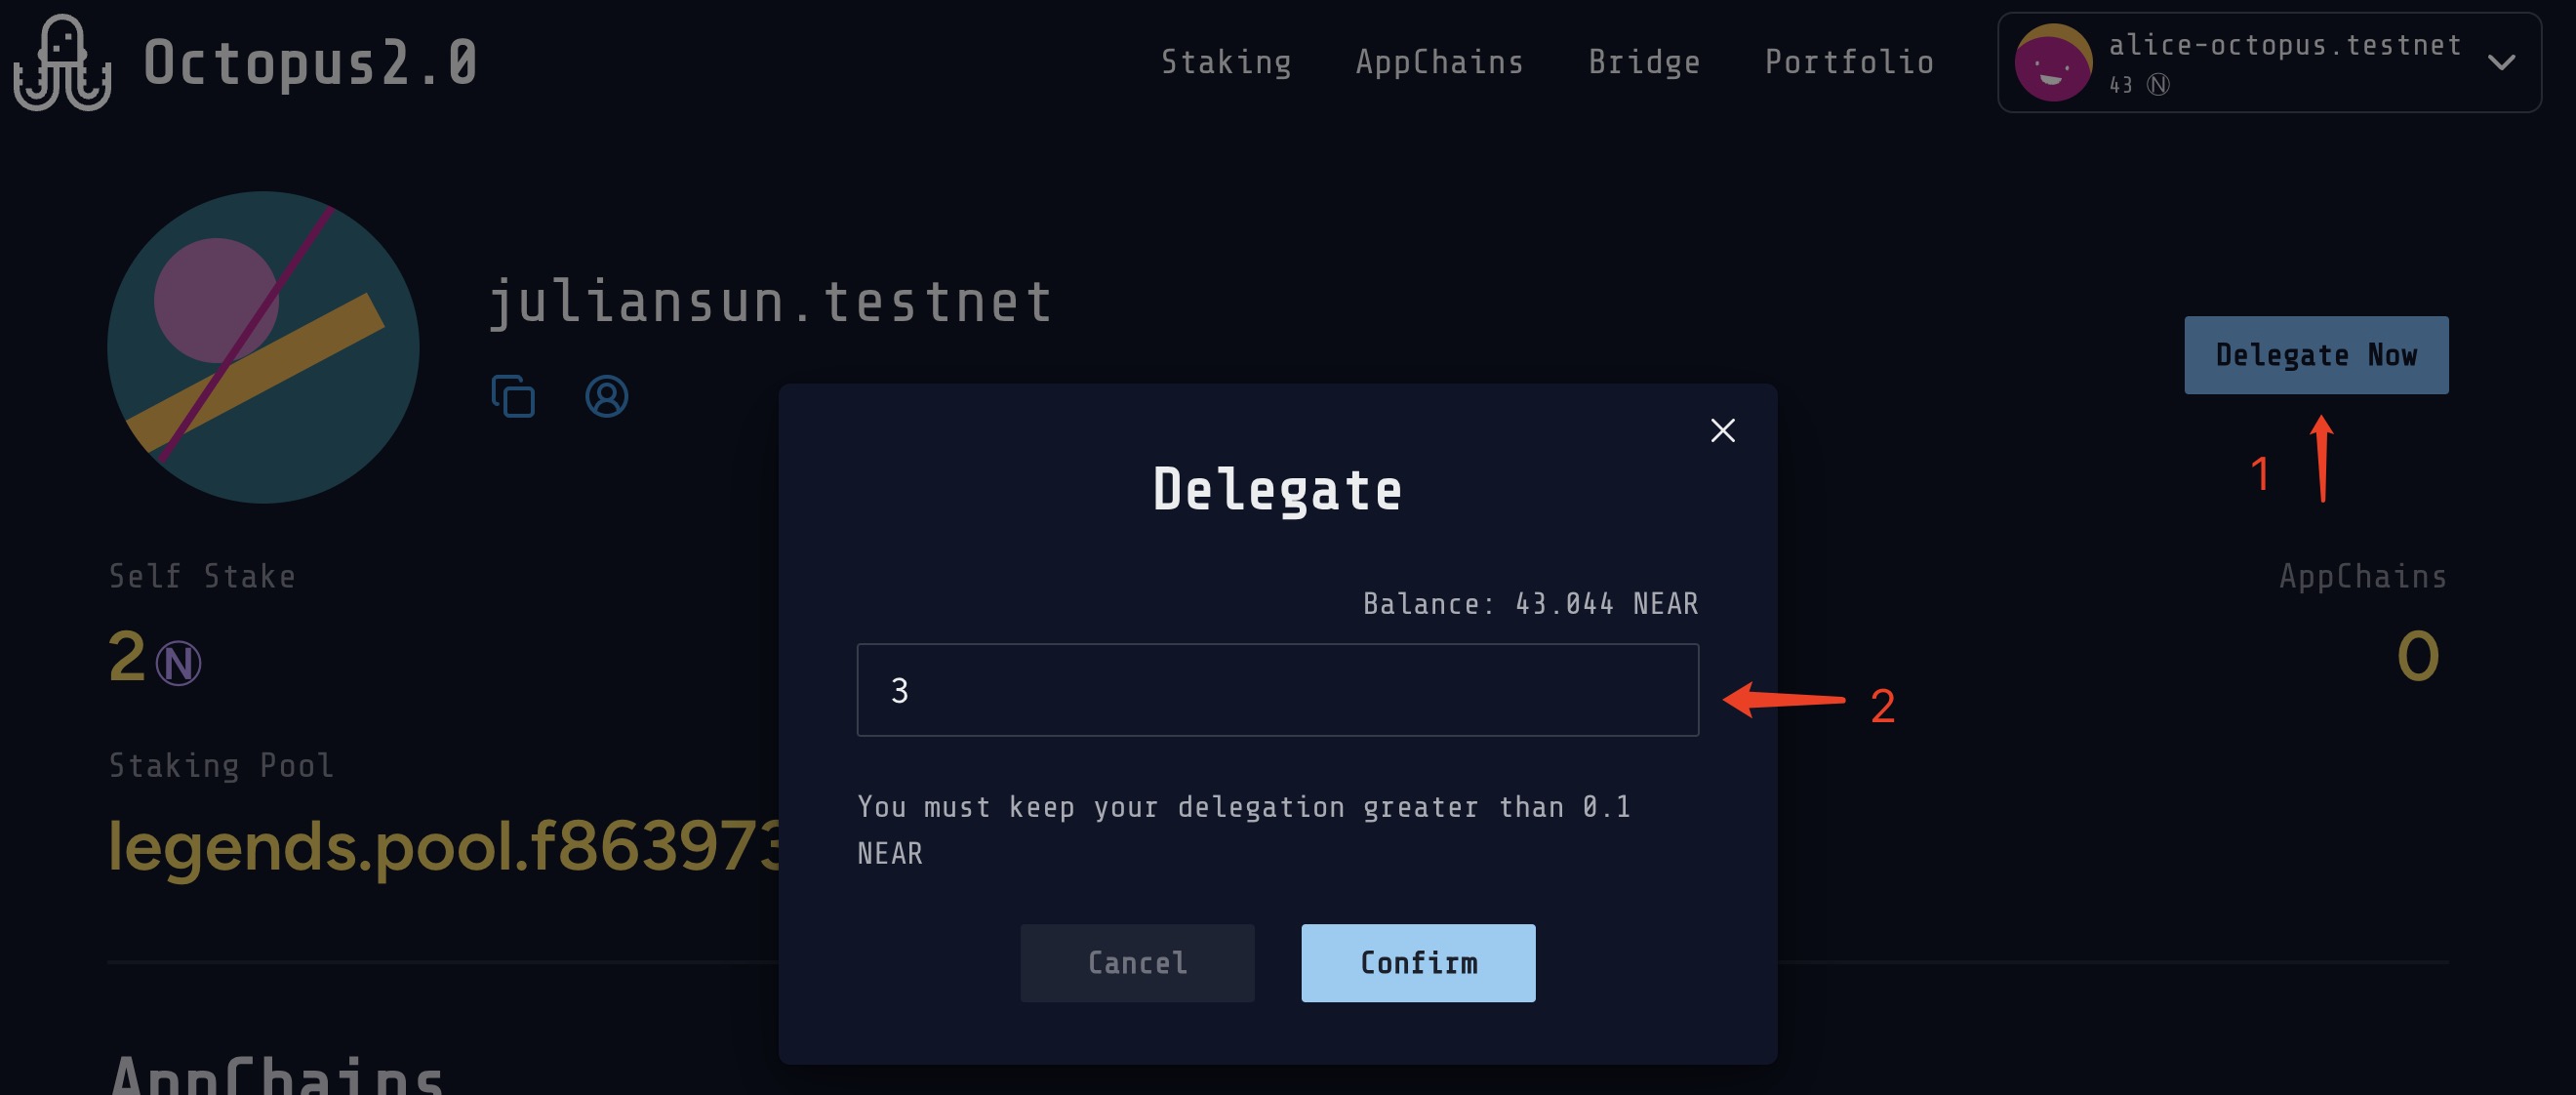 Octopus2.0
Staking AppChains Bridge Portfolio
alice-octopus.testnet
43 Ⓝ
juliansun.testnet
Delegate Now
1
Delegate
Self Stake
AppChains
Balance: 43.044 NEAR
2 Ⓝ
0
3
2
Staking Pool
You must keep your delegation greater than 0.1
NEAR
legends.pool.f863973
Cancel
Confirm
AppChains